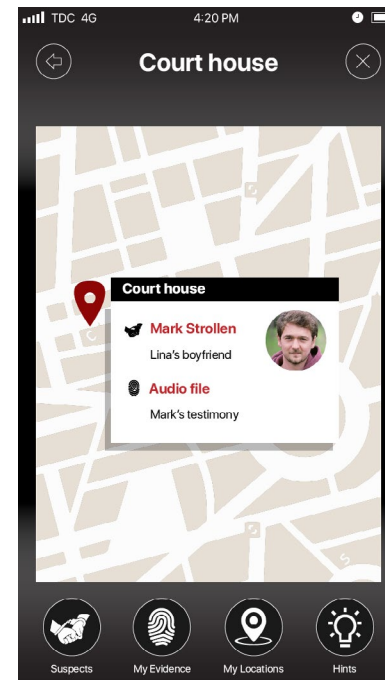 TDC 4G 4:20 PM
Court house
Court house
Mark Strollen
Lina's boyfriend
Audio file
Mark's testimony
C
S
Suspects My Evidence My Locations Hints